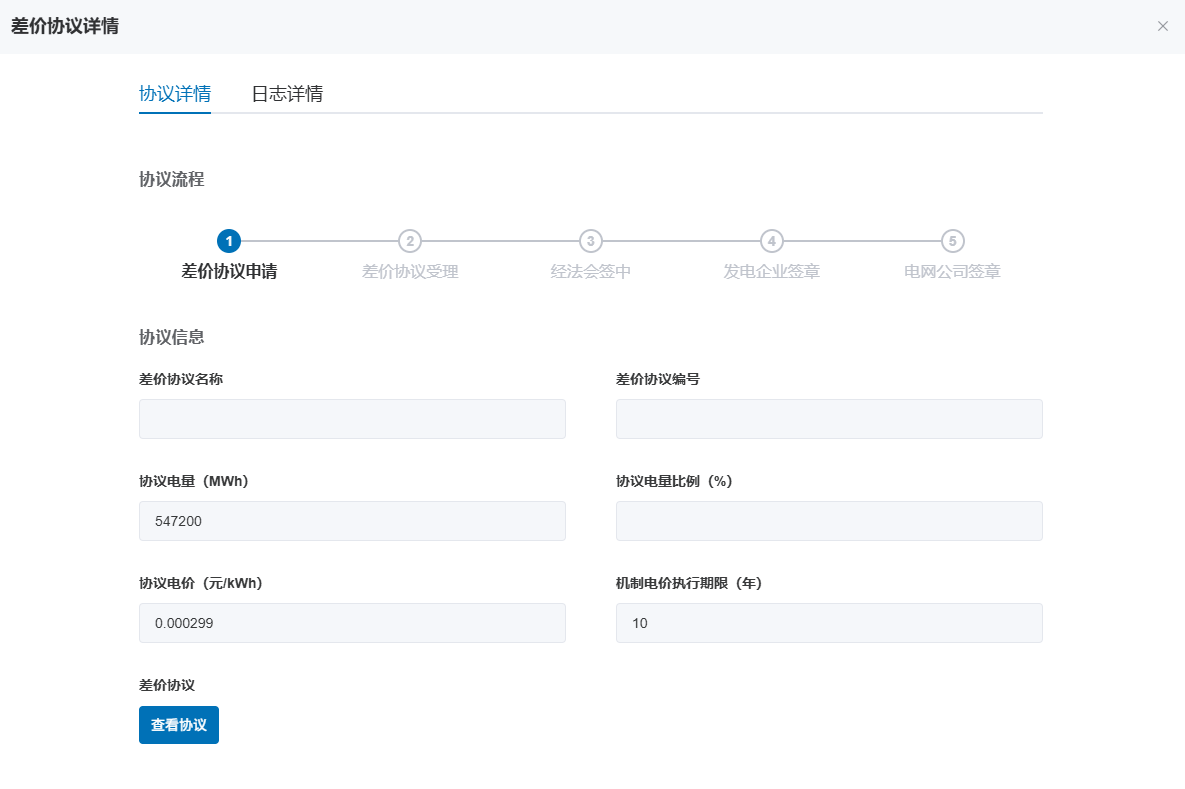 差价协议详情
协议详情 日志详情
协议流程
1 2 3 4 5
差价协议申请 差价协议受理 经法会签中 发电企业签章 电网公司签章
协议信息
差价协议名称 差价协议编号
协议电量（MWh） 协议电量比例（%）
547200
协议电价（元/kWh） 机制电价执行期限（年）
0.000299 10
差价协议
查看协议